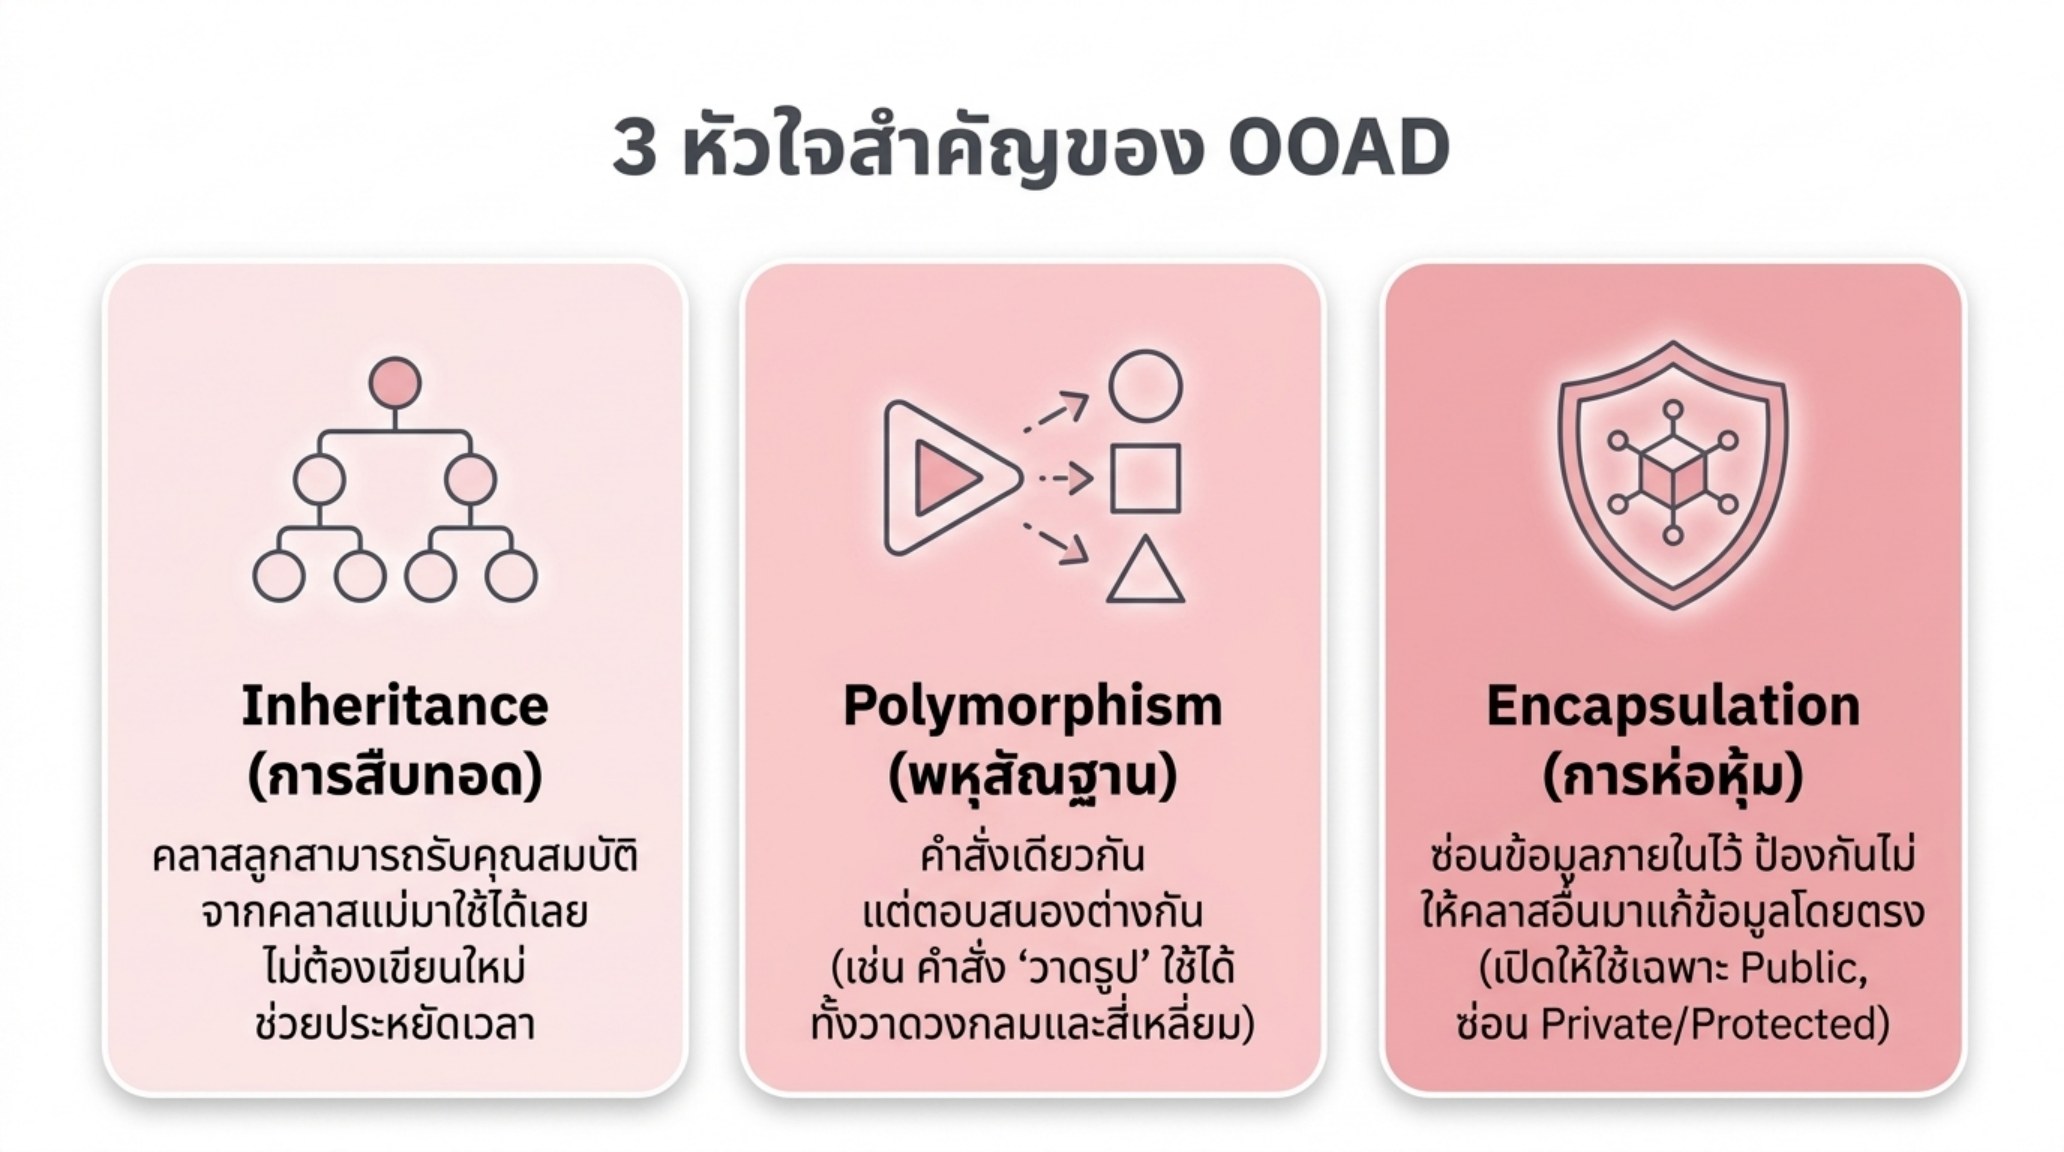 3 หัวใจสำคัญของ OOAD
Inheritance
(การสืบทอด)
คลาสลูกสามารถรับคุณสมบัติ
จากคลาสแม่มาใช้ได้เลย
ไม่ต้องเขียนใหม่
ช่วยประหยัดเวลา
Polymorphism
(พหุสัณฐาน)
คำสั่งเดียวกัน
แต่ตอบสนองต่างกัน
(เช่น คำสั่ง ‘วาดรูป’ ใช้ได้
ทั้งวาดวงกลมและสี่เหลี่ยม)
Encapsulation
(การห่อหุ้ม)
ซ่อนข้อมูลภายในไว้ ป้องกันไม่
ให้คลาสอื่นมาแก้ข้อมูลโดยตรง
(เปิดให้ใช้เฉพาะ Public,
ซ่อน Private/Protected)